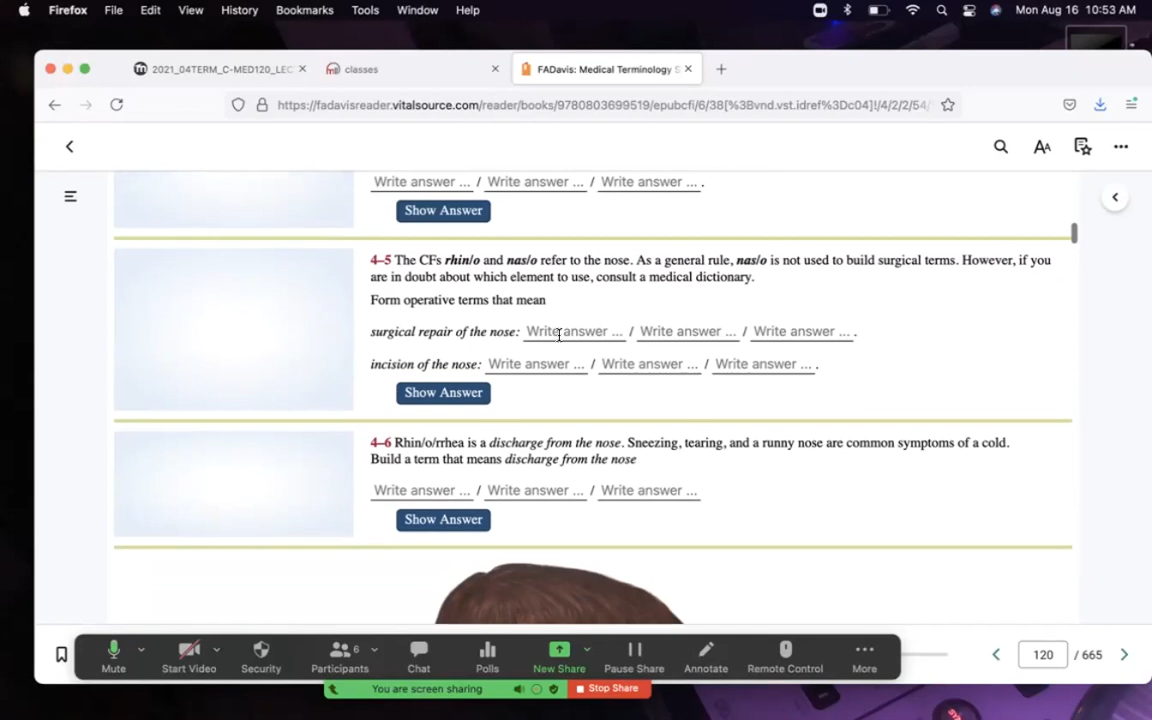 Firefox File Edit View History Bookmarks Tools Window Help Mon Aug 16 10:53 AM
2021_04TERM_C-MED120_LEC classes FADavis: Medical Terminology S
https://fadavisreader.vitalsource.com/reader/books/9780803699519/epubcfi/6/38[%3Bvnd.vst.idref%3Dc04]!/4/2/2/54/
AA
Write answer ... / Write answer ... / Write answer ... .
Show Answer
4–5 The CFs rhin/o and nas/o refer to the nose. As a general rule, nas/o is not used to build surgical terms. However, if you
are in doubt about which element to use, consult a medical dictionary.
Form operative terms that mean
surgical repair of the nose: Write answer ... / Write answer ... / Write answer ... .
incision of the nose: Write answer ... / Write answer ... / Write answer ... .
Show Answer
4–6 Rhin/o/rrhea is a discharge from the nose. Sneezing, tearing, and a runny nose are common symptoms of a cold.
Build a term that means discharge from the nose
Write answer ... / Write answer ... / Write answer ...
Show Answer
Mute Start Video Security Participants 6 Chat Polls New Share Pause Share Annotate Remote Control More
120 / 665
You are screen sharing Stop Share